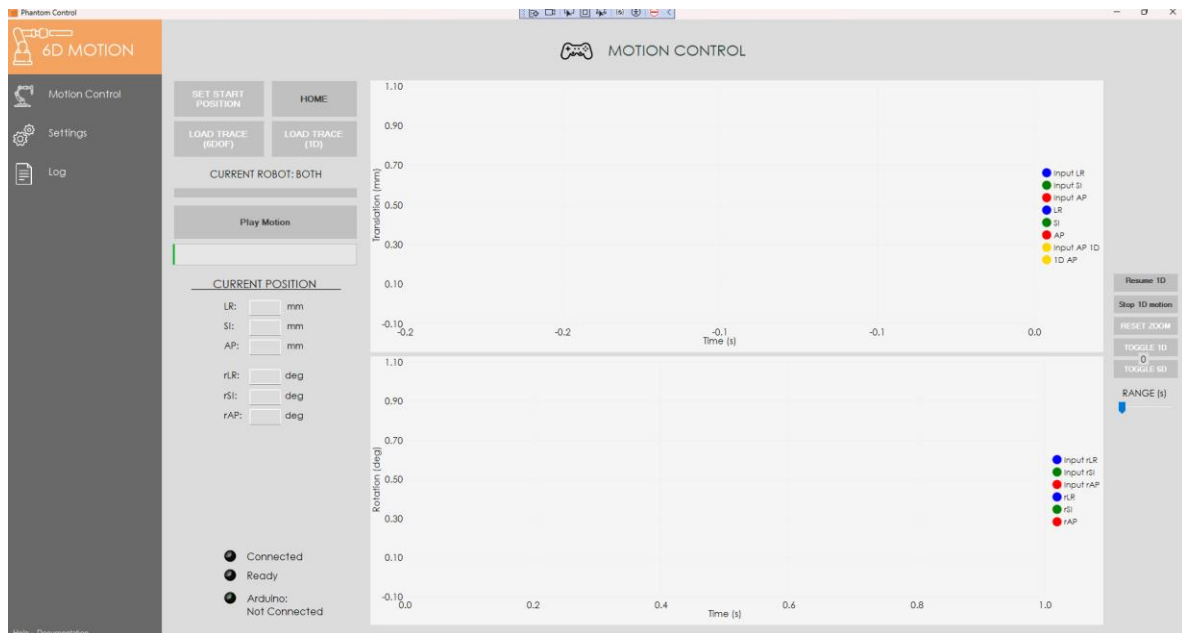 Phantom Control
6D MOTION
MOTION CONTROL
Motion Control
Settings
Log
SET START
POSITION
HOME
LOAD TRACE
(6DOF)
LOAD TRACE
(1D)
CURRENT ROBOT: BOTH
Play Motion
CURRENT POSITION
LR: mm
SI: mm
AP: mm
rLR: deg
rSI: deg
rAP: deg
Connected
Ready
Arduino:
Not Connected
Help Documentation
1.10
0.90
0.70
0.50
0.30
0.10
-0.10
Translation (mm)
-0.2 -0.2 -0.1 -0.1 0.0
Time (s)
Input LR
Input SI
Input AP
LR
SI
AP
Input AP 1D
1D AP
1.10
0.90
0.70
0.50
0.30
0.10
-0.10
Rotation (deg)
0.0 0.2 0.4 0.6 0.8 1.0
Time (s)
Input rLR
Input rSI
Input rAP
rLR
rSI
rAP
Resume 1D
Stop 1D motion
RESET ZOOM
TOGGLE 1D
0
TOGGLE 6D
RANGE (s)